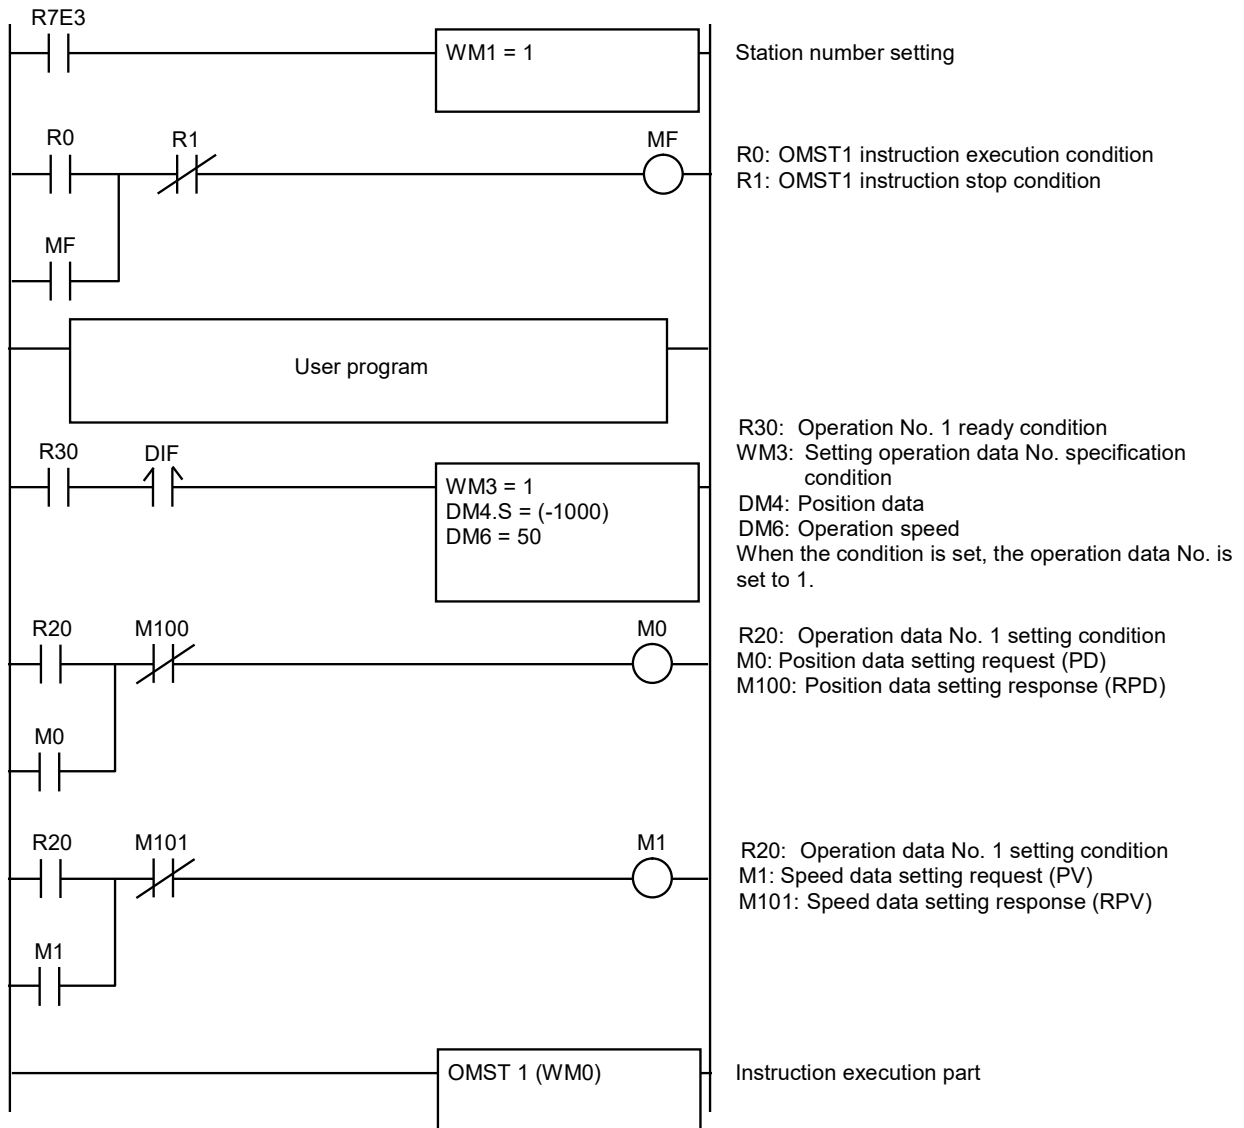 R7E3
WM1 = 1
Station number setting
R0
R1
MF
R0: OMST1 instruction execution condition
R1: OMST1 instruction stop condition
MF
User program
R30
DIF
WM3 = 1
DM4.S = (-1000)
DM6 = 50
R30: Operation No. 1 ready condition
WM3: Setting operation data No. specification
condition
DM4: Position data
DM6: Operation speed
When the condition is set, the operation data No. is
set to 1.
R20
M100
M0
R20: Operation data No. 1 setting condition
M0: Position data setting request (PD)
M100: Position data setting response (RPD)
M0
R20
M101
M1
R20: Operation data No. 1 setting condition
M1: Speed data setting request (PV)
M101: Speed data setting response (RPV)
M1
OMST 1 (WM0)
Instruction execution part